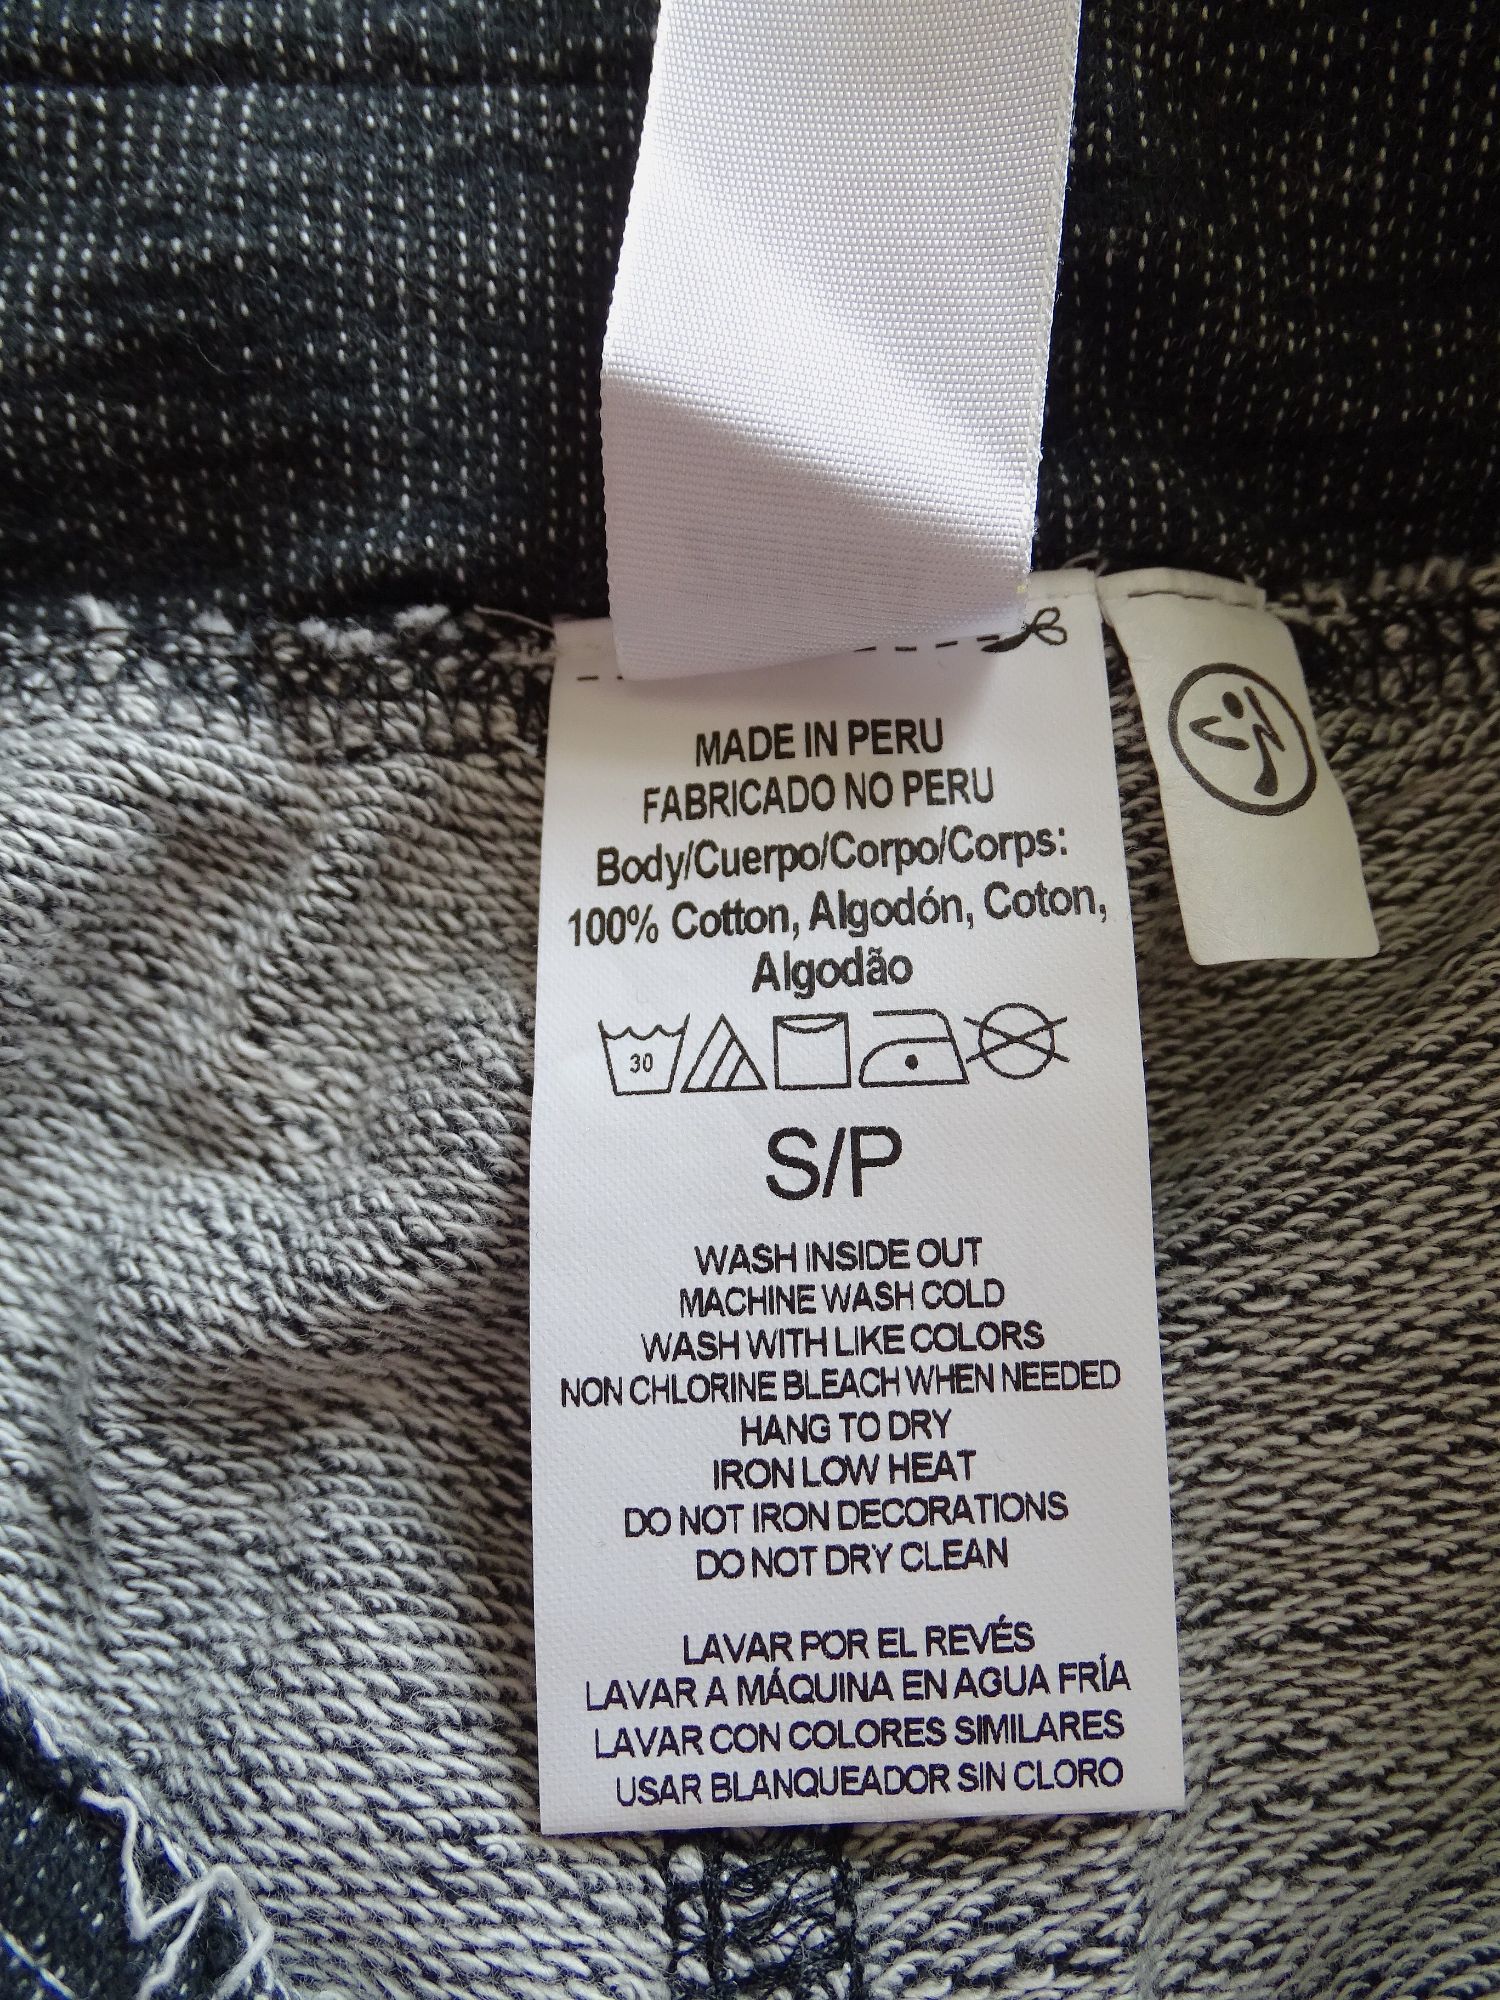 MADE IN PERU
FABRICADO NO PERU
Body/Cuerpo/Corpo/Corps:
100% Cotton, Algodón, Coton,
Algodão
30
S/P
WASH INSIDE OUT
MACHINE WASH COLD
WASH WITH LIKE COLORS
NON CHLORINE BLEACH WHEN NEEDED
HANG TO DRY
IRON LOW HEAT
DO NOT IRON DECORATIONS
DO NOT DRY CLEAN
LAVAR POR EL REVÉS
LAVAR A MÁQUINA EN AGUA FRÍA
LAVAR CON COLORES SIMILARES
USAR BLANQUEADOR SIN CLORO